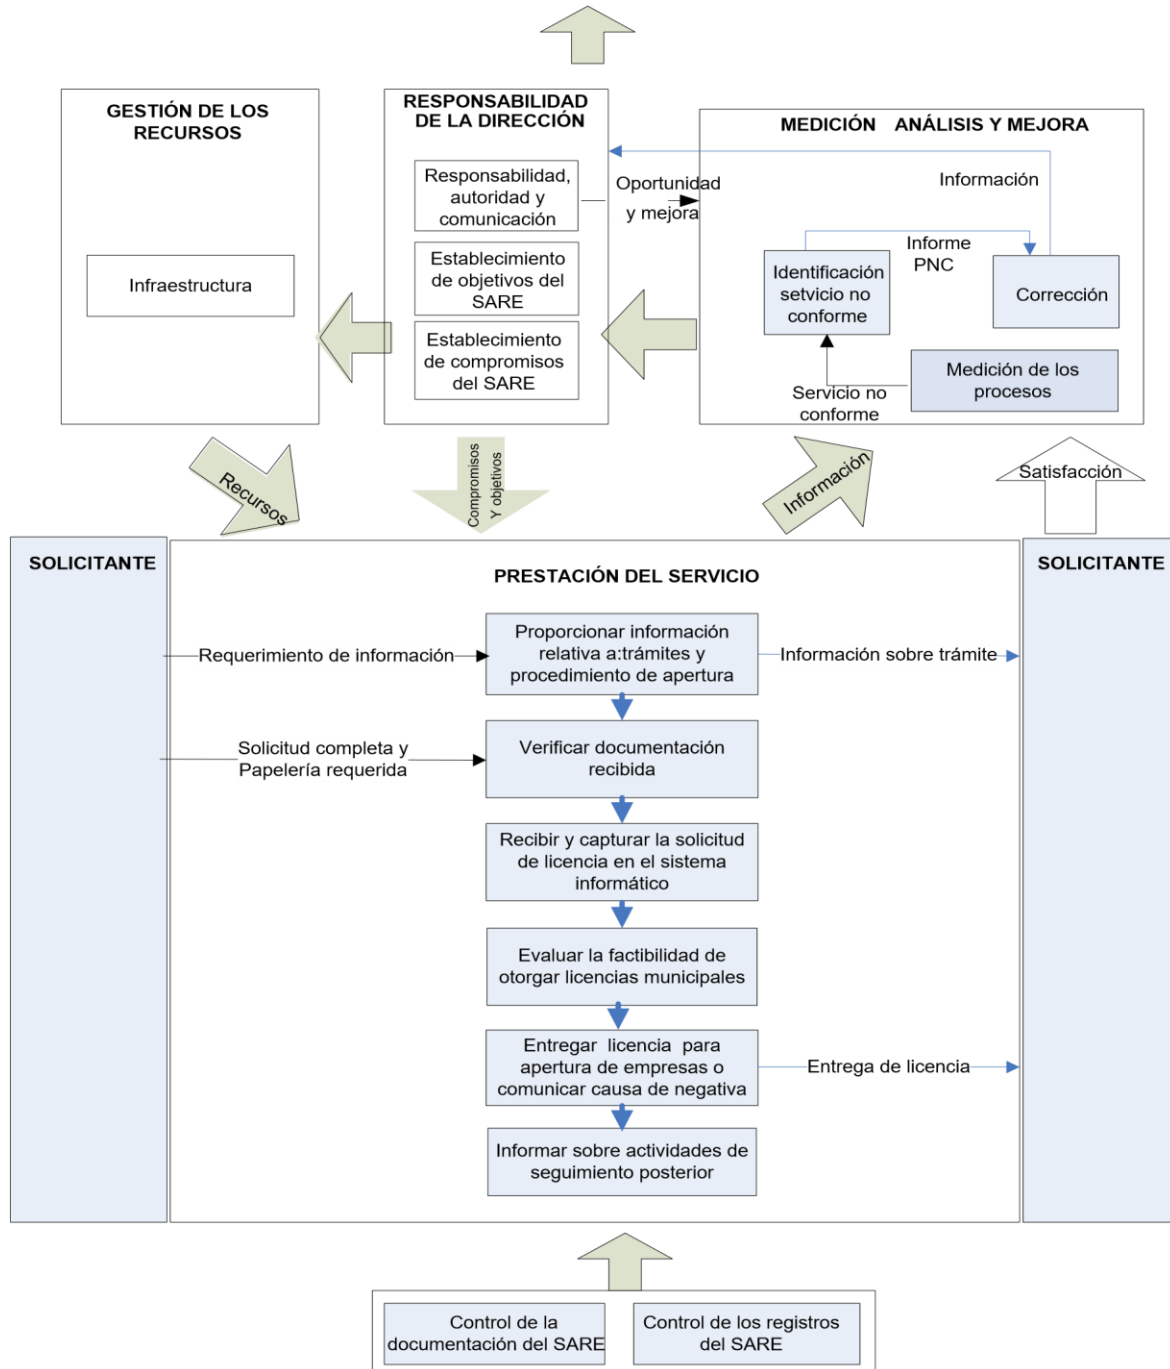 GESTIÓN DE LOS
RECURSOS
Infraestructura
RESPONSABILIDAD
DE LA DIRECCIÓN
Responsabilidad,
autoridad y
comunicación
Establecimiento
de objetivos del
SARE
Establecimiento
de compromisos
del SARE
Oportunidad
y mejora
MEDICIÓN ANÁLISIS Y MEJORA
Información
Informe
PNC
Identificación
setvicio no
conforme
Corrección
Medición de los
procesos
Servicio no
conforme
Recursos
Compromisos
Y objetivos
Información
Satisfacción
SOLICITANTE
PRESTACIÓN DEL SERVICIO
SOLICITANTE
Requerimiento de información
Proporcionar información
relativa a:trámites y
procedimiento de apertura
Información sobre trámite
Solicitud completa y
Papelería requerida
Verificar documentación
recibida
Recibir y capturar la solicitud
de licencia en el sistema
informático
Evaluar la factibilidad de
otorgar licencias municipales
Entregar licencia para
apertura de empresas o
comunicar causa de negativa
Entrega de licencia
Informar sobre actividades de
seguimiento posterior
Control de la
documentación del SARE
Control de los registros
del SARE